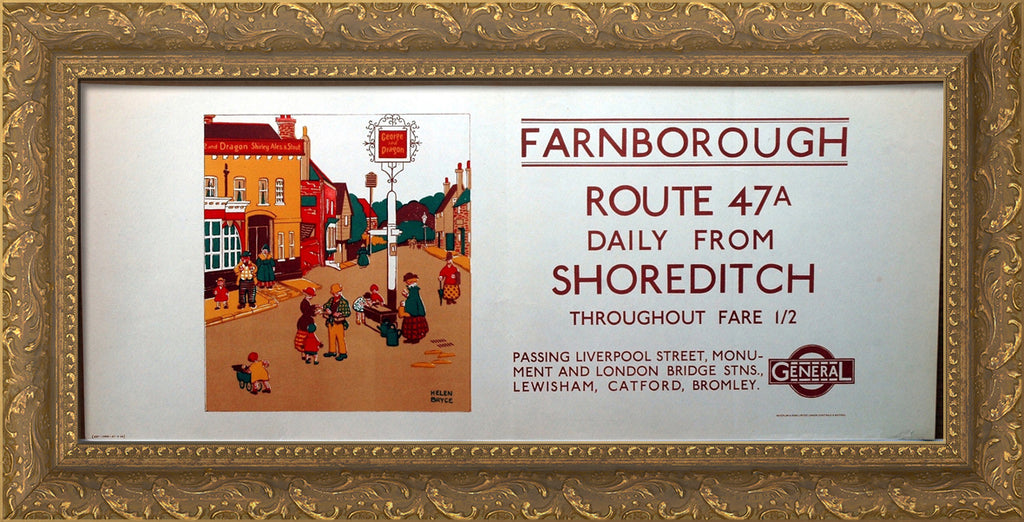 and Dragon Shirley Ales & Stout
George
and
Dragon
HELEN
BRYCE
FARNBOROUGH
ROUTE 47A
DAILY FROM
SHOREDITCH
THROUGHOUT FARE 1/2
PASSING LIVERPOOL STREET, MONU-
MENT AND LONDON BRIDGE STNS.,
LEWISHAM, CATFORD, BROMLEY.
GENERAL